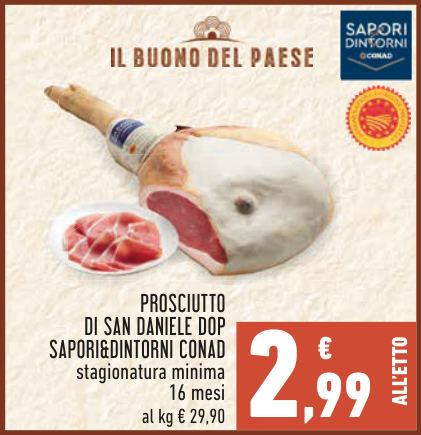 IL BUONO DEL PAESE
SAPORI
DINTORNI
CONAD
PROSCIUTTO
DI SAN DANIELE DOP
SAPORI&DINTORNI CONAD
stagionatura minima
16 mesi
al kg € 29,90
2,99 €
ALL'ETTO